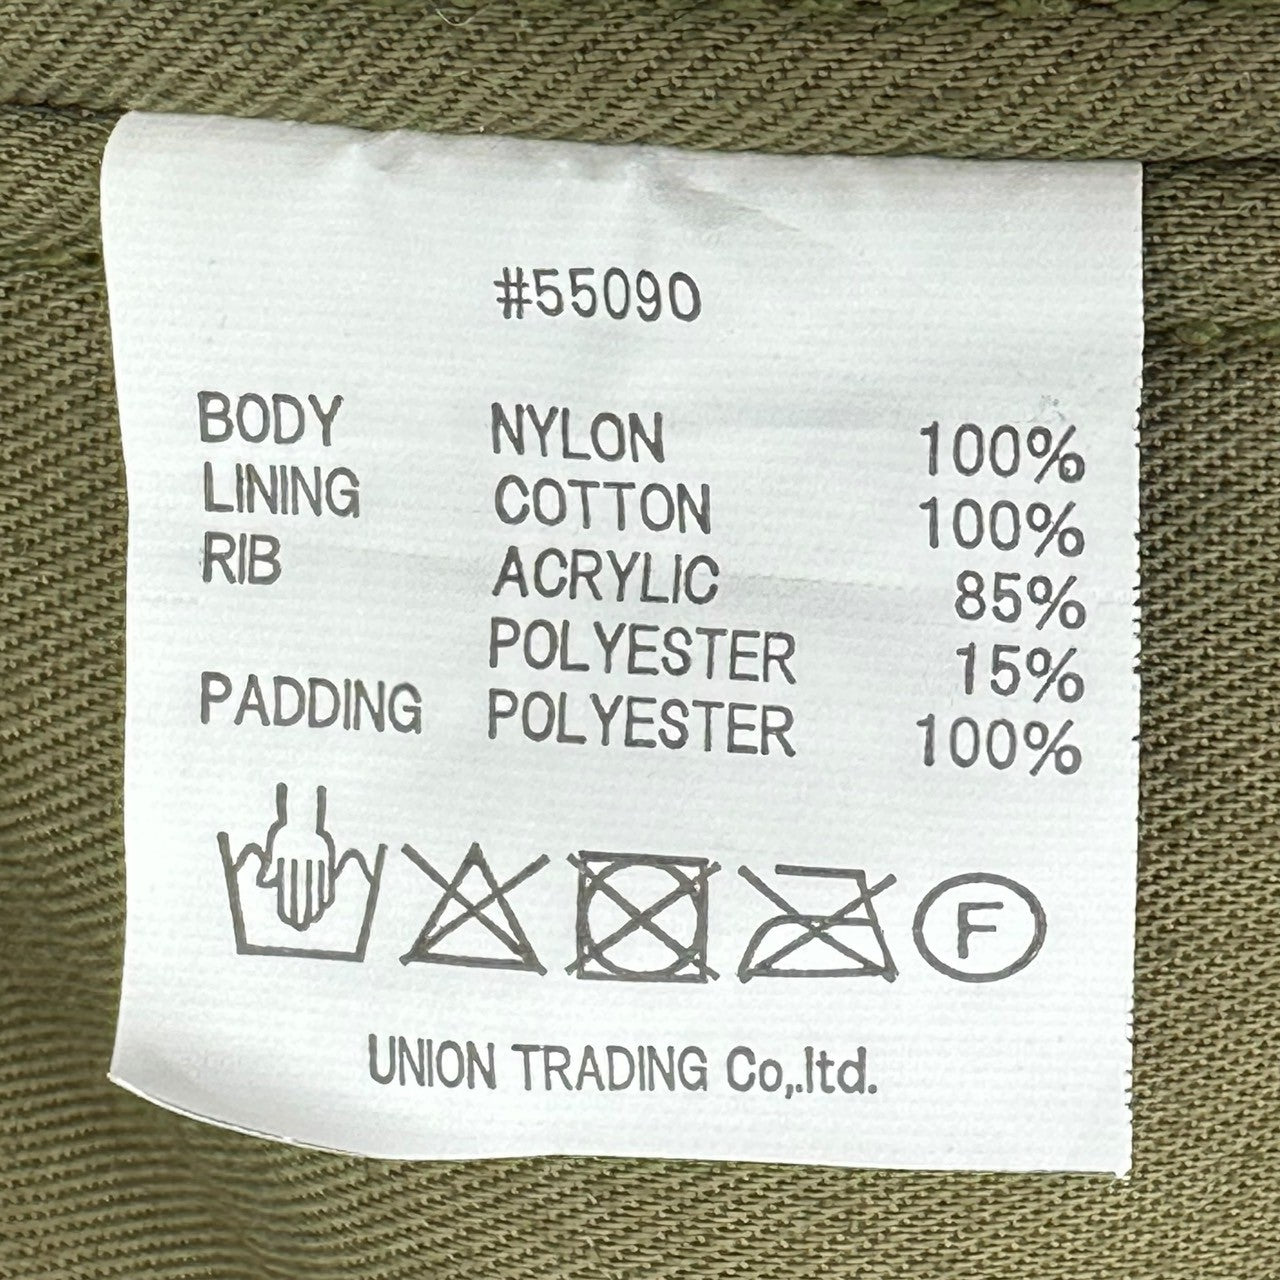 #55090
BODY NYLON 100%
LINING COTTON 100%
RIB ACRYLIC 85%
POLYESTER 15%
PADDING POLYESTER 100%
F
UNION TRADING Co,.ltd.